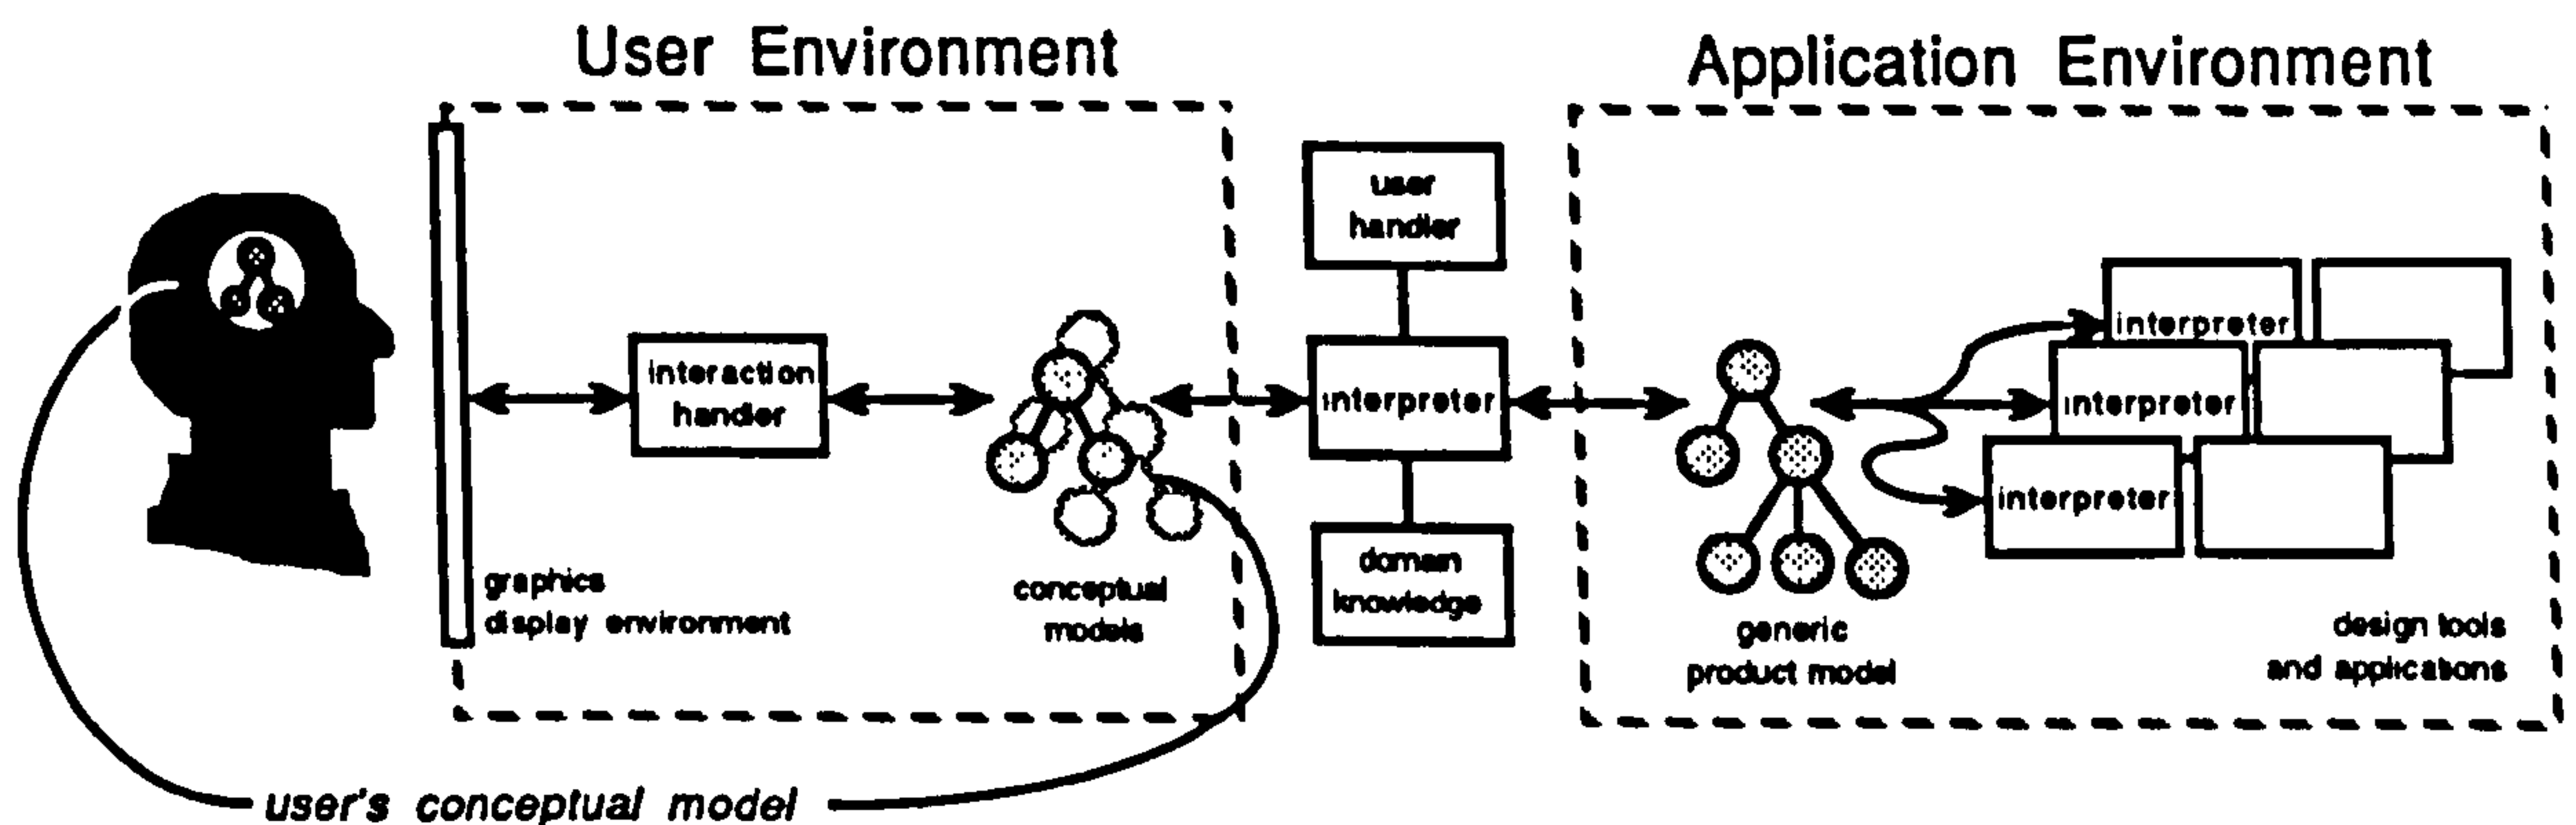 User Environment
Application Environment
user
handler
interaction
handler
interpreter
domain
knowledge
interpreter
interpreter
interpreter
graphics
display environment
conceptual
models
generic
product model
design tools
and applications
user's conceptual model